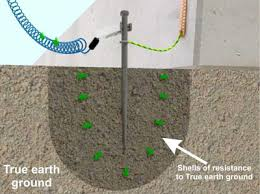 True earth
ground
Shells of resistance
to True earth ground